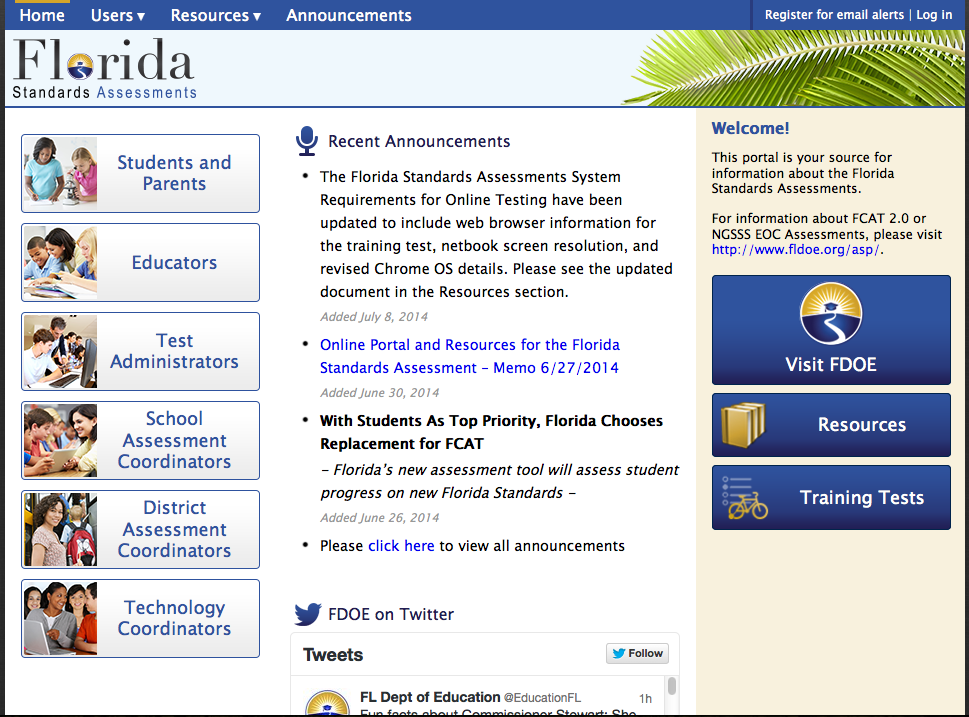 Home Users ▾ Resources ▾ Announcements Register for email alerts | Log in
Florida
Standards Assessments
Students and
Parents
Educators
Test
Administrators
School
Assessment
Coordinators
District
Assessment
Coordinators
Technology
Coordinators
Recent Announcements
• The Florida Standards Assessments System
Requirements for Online Testing have been
updated to include web browser information for
the training test, netbook screen resolution, and
revised Chrome OS details. Please see the updated
document in the Resources section.
Added July 8, 2014
• Online Portal and Resources for the Florida
Standards Assessment – Memo 6/27/2014
Added June 30, 2014
• With Students As Top Priority, Florida Chooses
Replacement for FCAT
– Florida's new assessment tool will assess student
progress on new Florida Standards –
Added June 26, 2014
• Please click here to view all announcements
FDOE on Twitter
Tweets Follow
FL Dept of Education @EducationFL 1h
Fun facts about Commissioner Stewart: She
Welcome!
This portal is your source for
information about the Florida
Standards Assessments.
For information about FCAT 2.0 or
NGSSS EOC Assessments, please visit
http://www.fldoe.org/asp/.
Visit FDOE
Resources
Training Tests